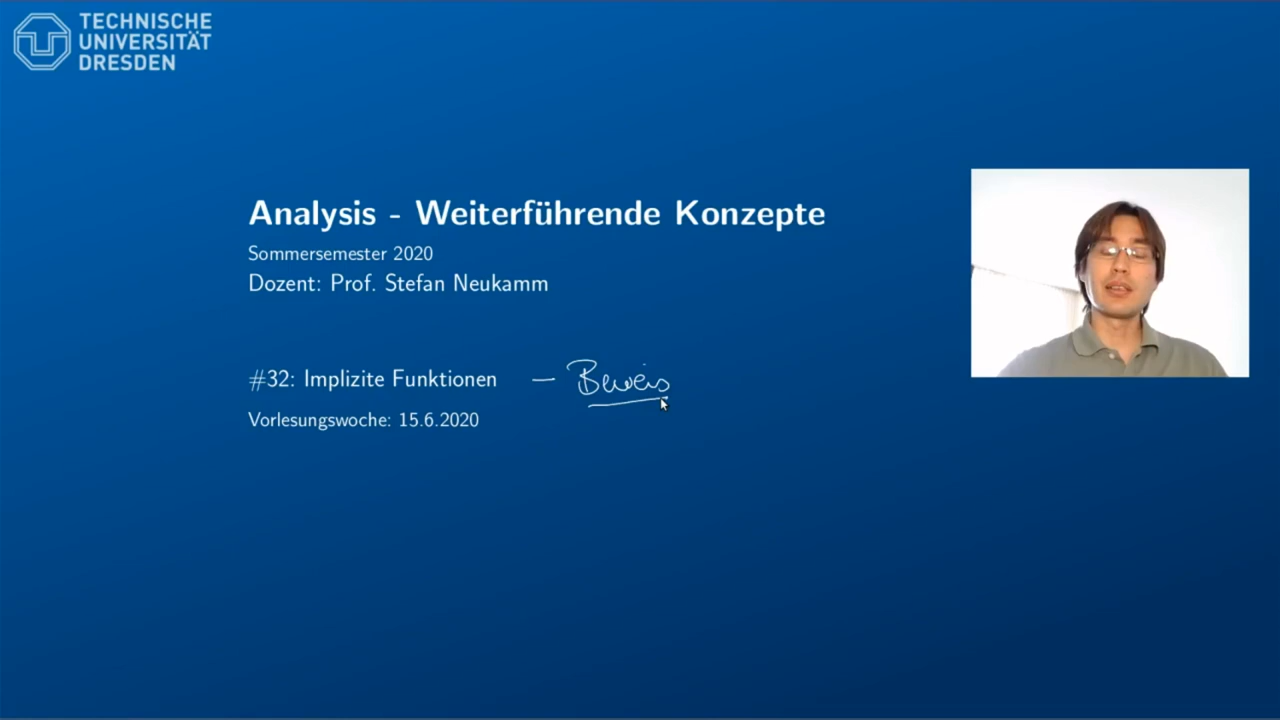 TECHNISCHE
UNIVERSITÄT
DRESDEN
Analysis - Weiterführende Konzepte
Sommersemester 2020
Dozent: Prof. Stefan Neukamm
#32: Implizite Funktionen — Beweis
Vorlesungswoche: 15.6.2020